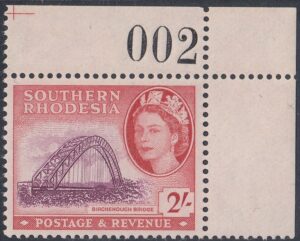 002
SOUTHERN
RHODESIA
BIRCHENOUGH BRIDGE
2/-
POSTAGE & REVENUE